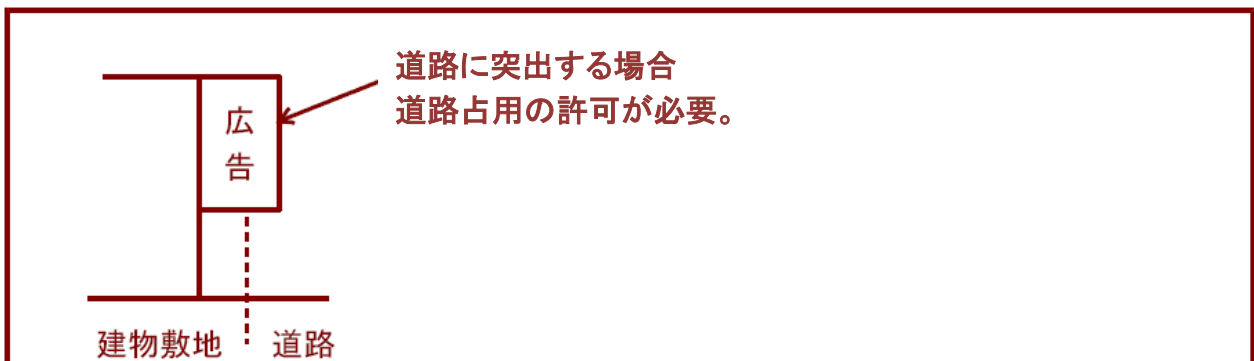 道路に突出する場合
道路占用の許可が必要。
広
告
建物敷地
道路